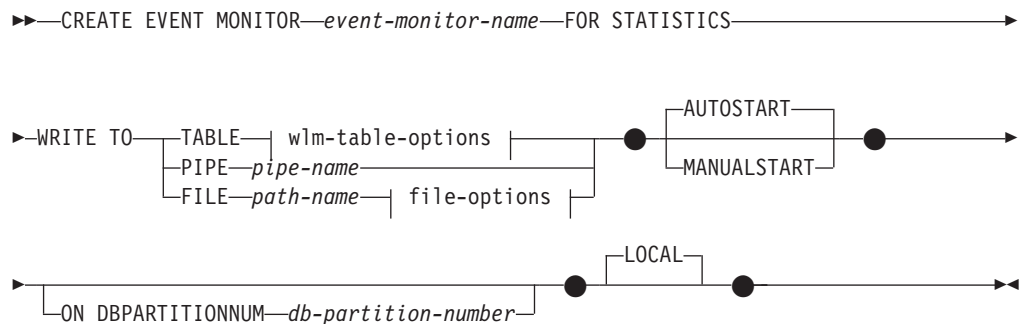 CREATE EVENT MONITOR event-monitor-name FOR STATISTICS
AUTOSTART
WRITE TO TABLE wlm-table-options
PIPE pipe-name MANUALSTART
FILE path-name file-options
LOCAL
ON DBPARTITIONNUM db-partition-number